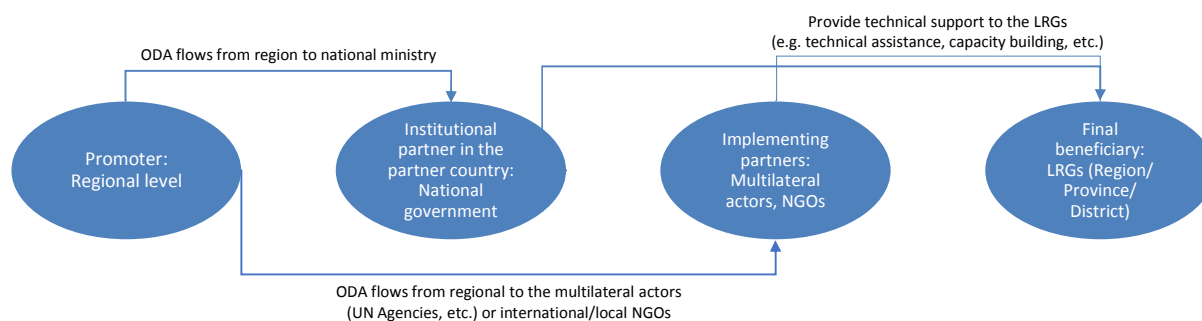 Provide technical support to the LRGs
(e.g. technical assistance, capacity building, etc.)
ODA flows from region to national ministry
Promoter:
Regional level
Institutional
partner in the
partner country:
National
government
Implementing
partners:
Multilateral
actors, NGOs
Final
beneficiary:
LRGs (Region/
Province/
District)
ODA flows from regional to the multilateral actors
(UN Agencies, etc.) or international/local NGOs